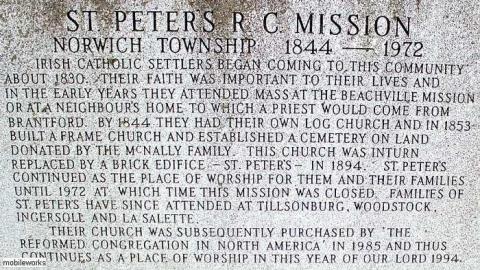 ST. PETER'S R C MISSION
NORWICH TOWNSHIP 1844 — 1972
IRISH CATHOLIC SETTLERS BEGAN COMING TO THIS COMMUNITY
ABOUT 1830. THEIR FAITH WAS IMPORTANT TO THEIR LIVES AND
IN THE EARLY YEARS THEY ATTENDED MASS AT THE BEACHVILLE MISSION
OR AT A NEIGHBOUR'S HOME TO WHICH A PRIEST WOULD COME FROM
BRANTFORD. BY 1844 THEY HAD THEIR OWN LOG CHURCH AND IN 1853
BUILT A FRAME CHURCH AND ESTABLISHED A CEMETERY ON LAND
DONATED BY THE McNALLY FAMILY. THIS CHURCH WAS INTURN
REPLACED BY A BRICK EDIFICE - ST. PETER'S - IN 1894. ST. PETER'S
CONTINUED AS THE PLACE OF WORSHIP FOR THEM AND THEIR FAMILIES
UNTIL 1972 AT WHICH TIME THIS MISSION WAS CLOSED. FAMILIES OF
ST. PETER'S HAVE SINCE ATTENDED AT TILLSONBURG, WOODSTOCK,
INGERSOLL AND LA SALETTE.
THEIR CHURCH WAS SUBSEQUENTLY PURCHASED BY 'THE
REFORMED CONGREGATION IN NORTH AMERICA' IN 1985 AND THUS
CONTINUES AS A PLACE OF WORSHIP IN THIS YEAR OF OUR LORD 1994.
mobileworks